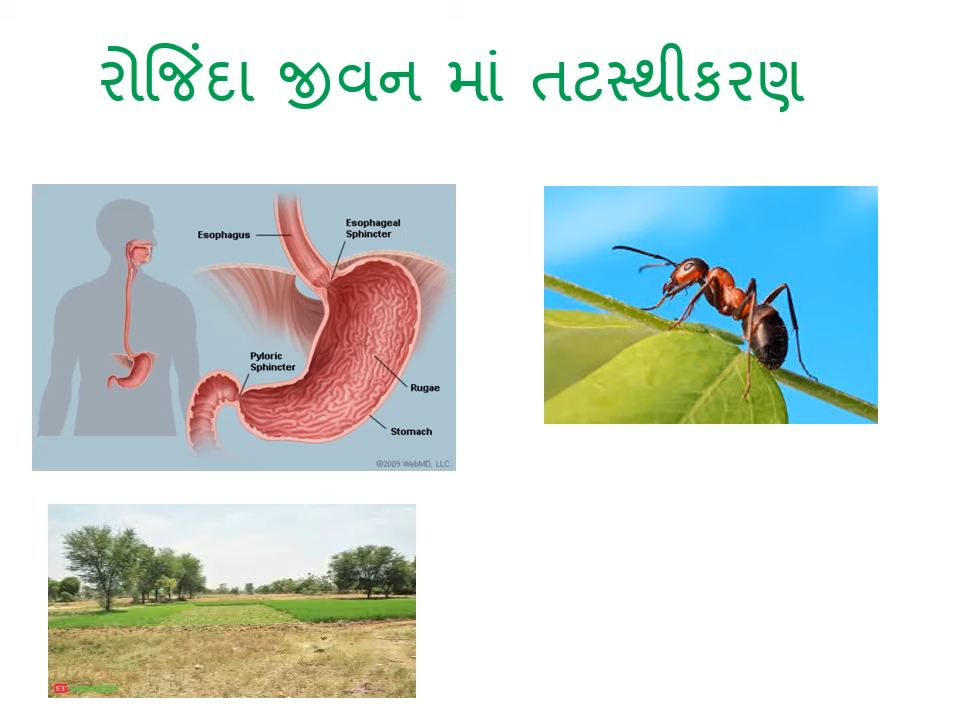 રોજિંદા જીવન માં તટસ્થીકરણ
Esophagus
Esophageal
Sphincter
Pyloric
Sphincter
Rugae
Stomach
©2009 WebMD, LLC.
ET